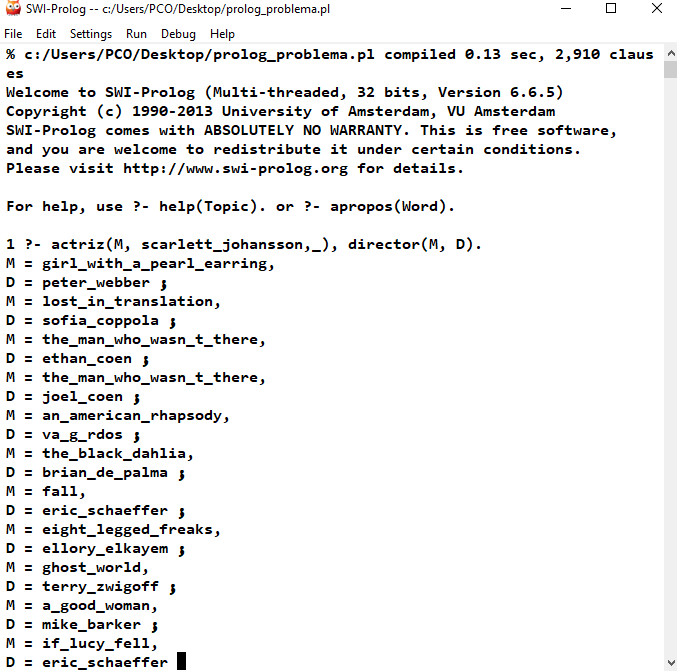 SWI-Prolog -- c:/Users/PCO/Desktop/prolog_problema.pl
File Edit Settings Run Debug Help
% c:/Users/PCO/Desktop/prolog_problema.pl compiled 0.13 sec, 2,910 claus
es
Welcome to SWI-Prolog (Multi-threaded, 32 bits, Version 6.6.5)
Copyright (c) 1990-2013 University of Amsterdam, VU Amsterdam
SWI-Prolog comes with ABSOLUTELY NO WARRANTY. This is free software,
and you are welcome to redistribute it under certain conditions.
Please visit http://www.swi-prolog.org for details.
For help, use ?- help(Topic). or ?- apropos(Word).
1 ?- actriz(M, scarlett_johansson,_), director(M, D).
M = girl_with_a_pearl_earring,
D = peter_webber ;
M = lost_in_translation,
D = sofia_coppola ;
M = the_man_who_wasn_t_there,
D = ethan_coen ;
M = the_man_who_wasn_t_there,
D = joel_coen ;
M = an_american_rhapsody,
D = va_g_rdos ;
M = the_black_dahlia,
D = brian_de_palma ;
M = fall,
D = eric_schaeffer ;
M = eight_legged_freaks,
D = ellory_elkayem ;
M = ghost_world,
D = terry_zwigoff ;
M = a_good_woman,
D = mike_barker ;
M = if_lucy_fell,
D = eric_schaeffer